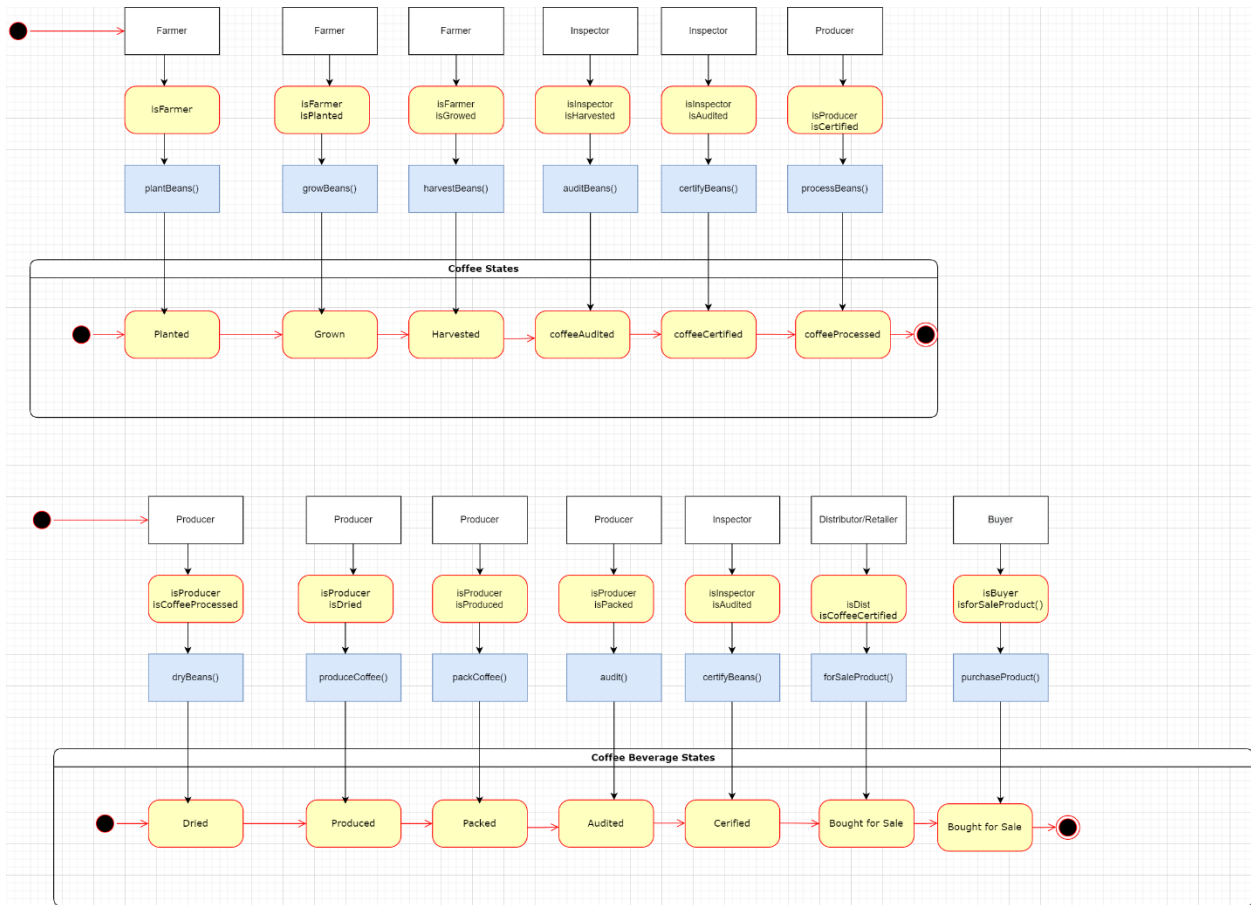 Farmer
Farmer
Farmer
Inspector
Inspector
Producer
isFarmer
isFarmer
isPlanted
isFarmer
isGrowed
isInspector
isHarvested
isInspector
isAudited
isProducer
isCertified
plantBeans()
growBeans()
harvestBeans()
auditBeans()
certifyBeans()
processBeans()
Coffee States
Planted
Grown
Harvested
coffeeAudited
coffeeCertified
coffeeProcessed
Producer
Producer
Producer
Producer
Inspector
Distributor/Retailer
Buyer
isProducer
isCoffeeProcessed
isProducer
isDried
isProducer
isProduced
isProducer
isPacked
isInspector
isAudited
isDist
isCoffeeCertified
isBuyer
isforSaleProduct()
dryBeans()
produceCoffee()
packCoffee()
audit()
certifyBeans()
forSaleProduct()
purchaseProduct()
Coffee Beverage States
Dried
Produced
Packed
Audited
Cerified
Bought for Sale
Bought for Sale